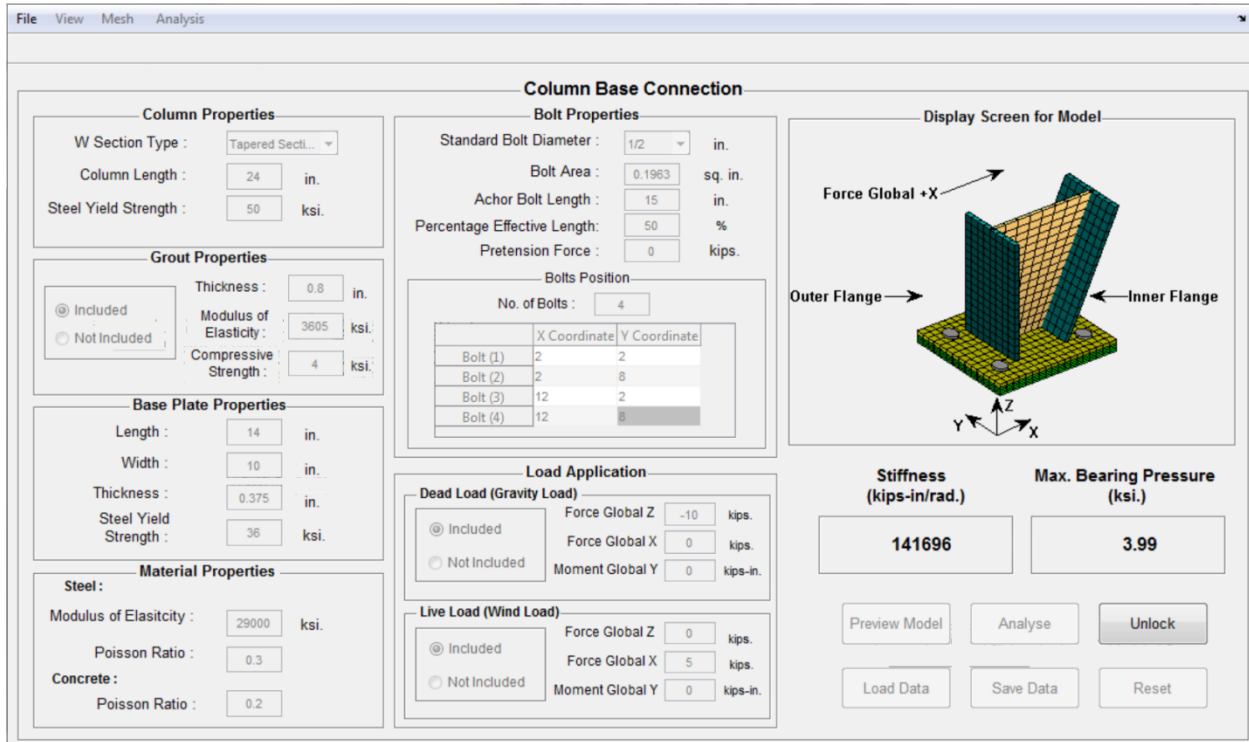 File View Mesh Analysis
Column Base Connection
Column Properties
W Section Type : Tapered Secti...
Column Length : 24 in.
Steel Yield Strength : 50 ksi.
Grout Properties
Included
Not Included
Thickness : 0.8 in.
Modulus of
Elasticity : 3605 ksi.
Compressive
Strength : 4 ksi.
Base Plate Properties
Length : 14 in.
Width : 10 in.
Thickness : 0.375 in.
Steel Yield
Strength : 36 ksi.
Material Properties
Steel :
Modulus of Elasitcity : 29000 ksi.
Poisson Ratio : 0.3
Concrete :
Poisson Ratio : 0.2
Bolt Properties
Standard Bolt Diameter : 1/2 in.
Bolt Area : 0.1963 sq. in.
Achor Bolt Length : 15 in.
Percentage Effective Length: 50 %
Pretension Force : 0 kips.
Bolts Position
No. of Bolts : 4
X Coordinate Y Coordinate
Bolt (1) 2 2
Bolt (2) 2 8
Bolt (3) 12 2
Bolt (4) 12 8
Load Application
Dead Load (Gravity Load)
Included
Not Included
Force Global Z -10 kips.
Force Global X 0 kips.
Moment Global Y 0 kips-in.
Live Load (Wind Load)
Included
Not Included
Force Global Z 0 kips.
Force Global X 5 kips.
Moment Global Y 0 kips-in.
Display Screen for Model
Force Global +X
Outer Flange
Inner Flange
Z
Y
X
Stiffness
(kips-in/rad.)
141696
Max. Bearing Pressure
(ksi.)
3.99
Preview Model Analyse Unlock
Load Data Save Data Reset